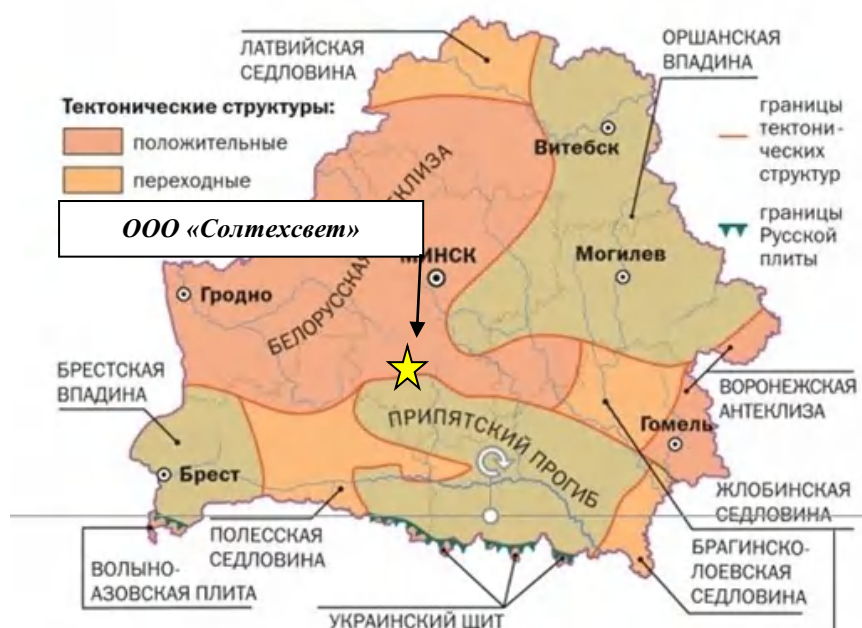 ЛАТВИЙСКАЯ
СЕДЛОВИНА
ОРШАНСКАЯ
ВПАДИНА
Тектонические структуры:
положительные
переходные
границы
тектони-
ческих
структур
границы
Русской
плиты
Витебск
ООО «Солтехсвет»
МИНСК
Могилев
Гродно
БЕЛОРУССКАЯ
АНТЕКЛИЗА
БРЕСТСКАЯ
ВПАДИНА
ВОРОНЕЖСКАЯ
АНТЕКЛИЗА
ПРИПЯТСКИЙ ПРОГИБ
Гомель
Брест
ЖЛОБИНСКАЯ
СЕДЛОВИНА
ПОЛЕССКАЯ
СЕДЛОВИНА
БРАГИНСКО-
ЛОЕВСКАЯ
СЕДЛОВИНА
ВОЛЫНО-
АЗОВСКАЯ ПЛИТА
УКРАИНСКИЙ ЩИТ